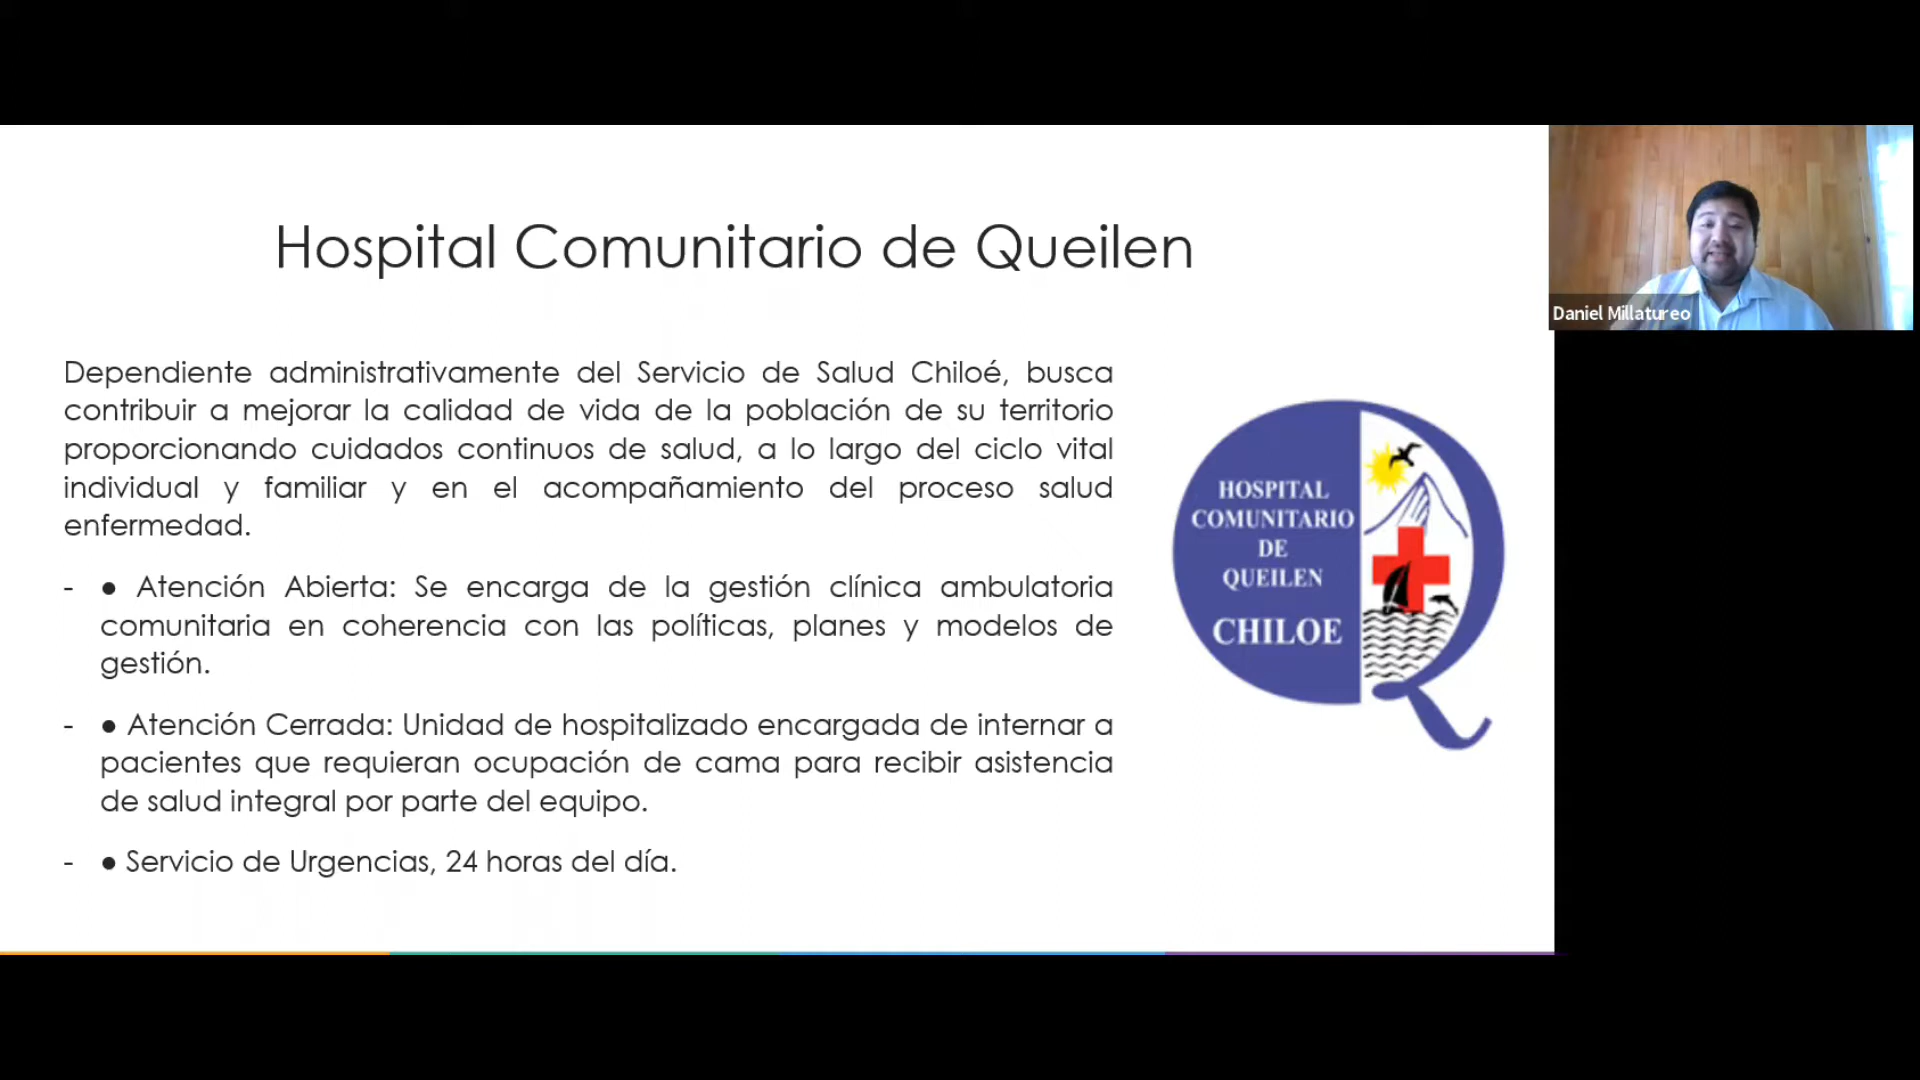 Hospital Comunitario de Queilen
Daniel Millatureo
Dependiente administrativamente del Servicio de Salud Chiloé, busca
contribuir a mejorar la calidad de vida de la población de su territorio
proporcionando cuidados continuos de salud, a lo largo del ciclo vital
individual y familiar y en el acompañamiento del proceso salud
enfermedad.
- ● Atención Abierta: Se encarga de la gestión clínica ambulatoria
comunitaria en coherencia con las políticas, planes y modelos de
gestión.
- ● Atención Cerrada: Unidad de hospitalizado encargada de internar a
pacientes que requieran ocupación de cama para recibir asistencia
de salud integral por parte del equipo.
- ● Servicio de Urgencias, 24 horas del día.
HOSPITAL
COMUNITARIO
DE
QUEILEN
CHILOE